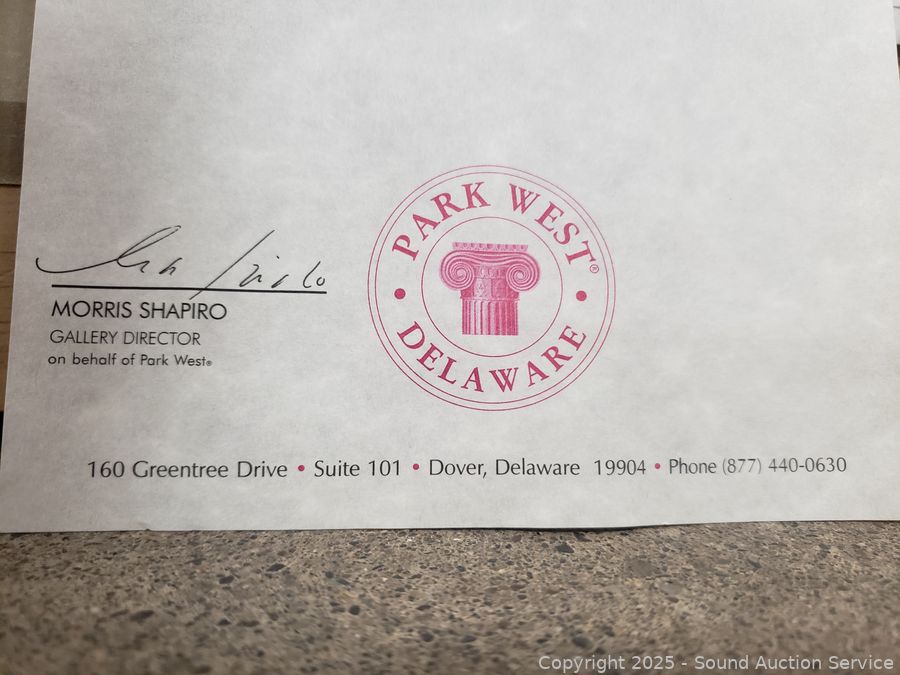 PARK WEST®
DELAWARE
MORRIS SHAPIRO
GALLERY DIRECTOR
on behalf of Park West®
160 Greentree Drive • Suite 101 • Dover, Delaware 19904 • Phone (877) 440-0630
Copyright 2025 - Sound Auction Service